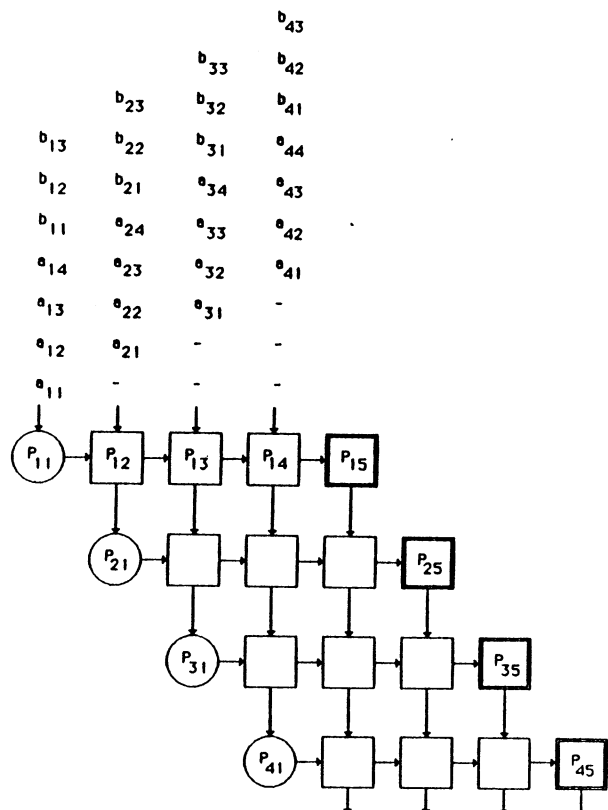 b43
b33 b42
b23 b32 b41
b13 b22 b31 a44
b12 b21 a34 a43
b11 a24 a33 a42
a14 a23 a32 a41
a13 a22 a31 -
a12 a21 - -
a11 - - -
P11 P12 P13 P14 P15
P21 P25
P31 P35
P41 P45